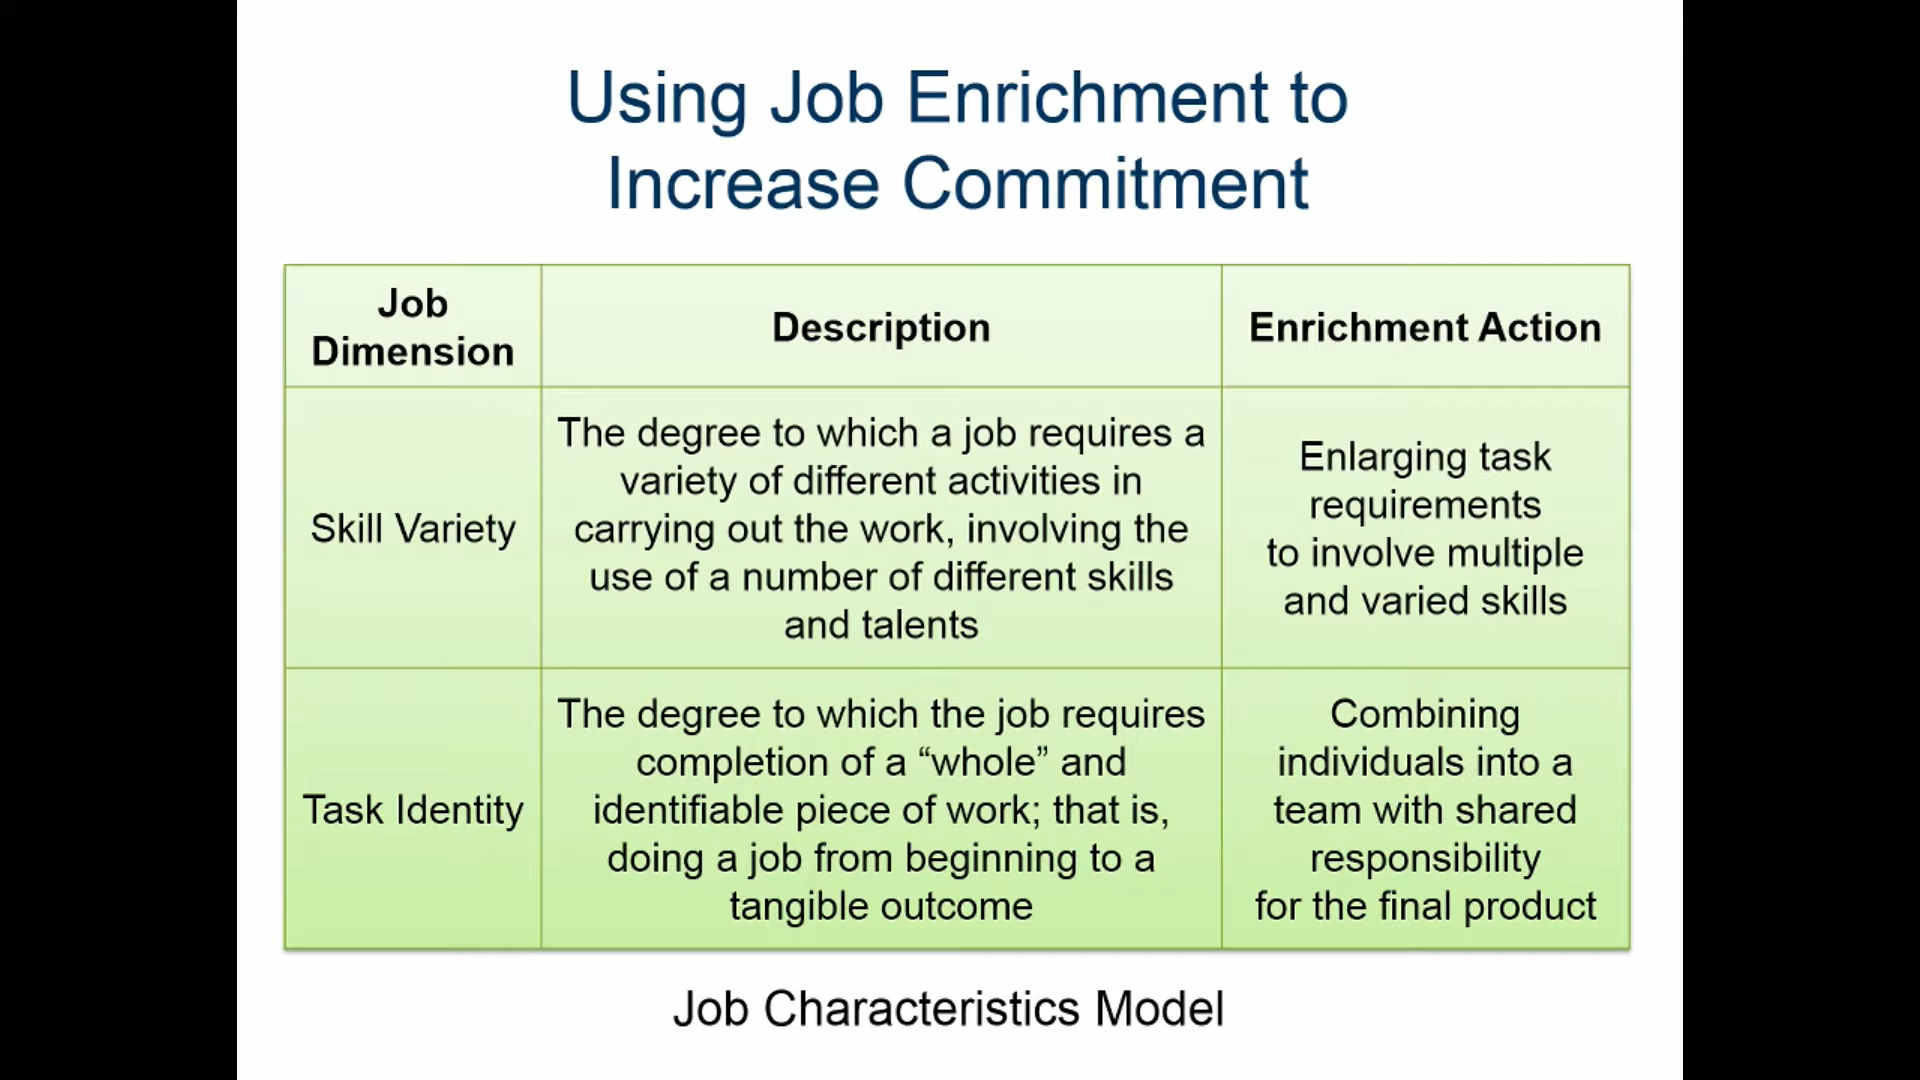 Using Job Enrichment to
Increase Commitment
Job
Dimension
Description
Enrichment Action
Skill Variety
The degree to which a job requires a
variety of different activities in
carrying out the work, involving the
use of a number of different skills
and talents
Enlarging task
requirements
to involve multiple
and varied skills
Task Identity
The degree to which the job requires
completion of a “whole” and
identifiable piece of work; that is,
doing a job from beginning to a
tangible outcome
Combining
individuals into a
team with shared
responsibility
for the final product
Job Characteristics Model